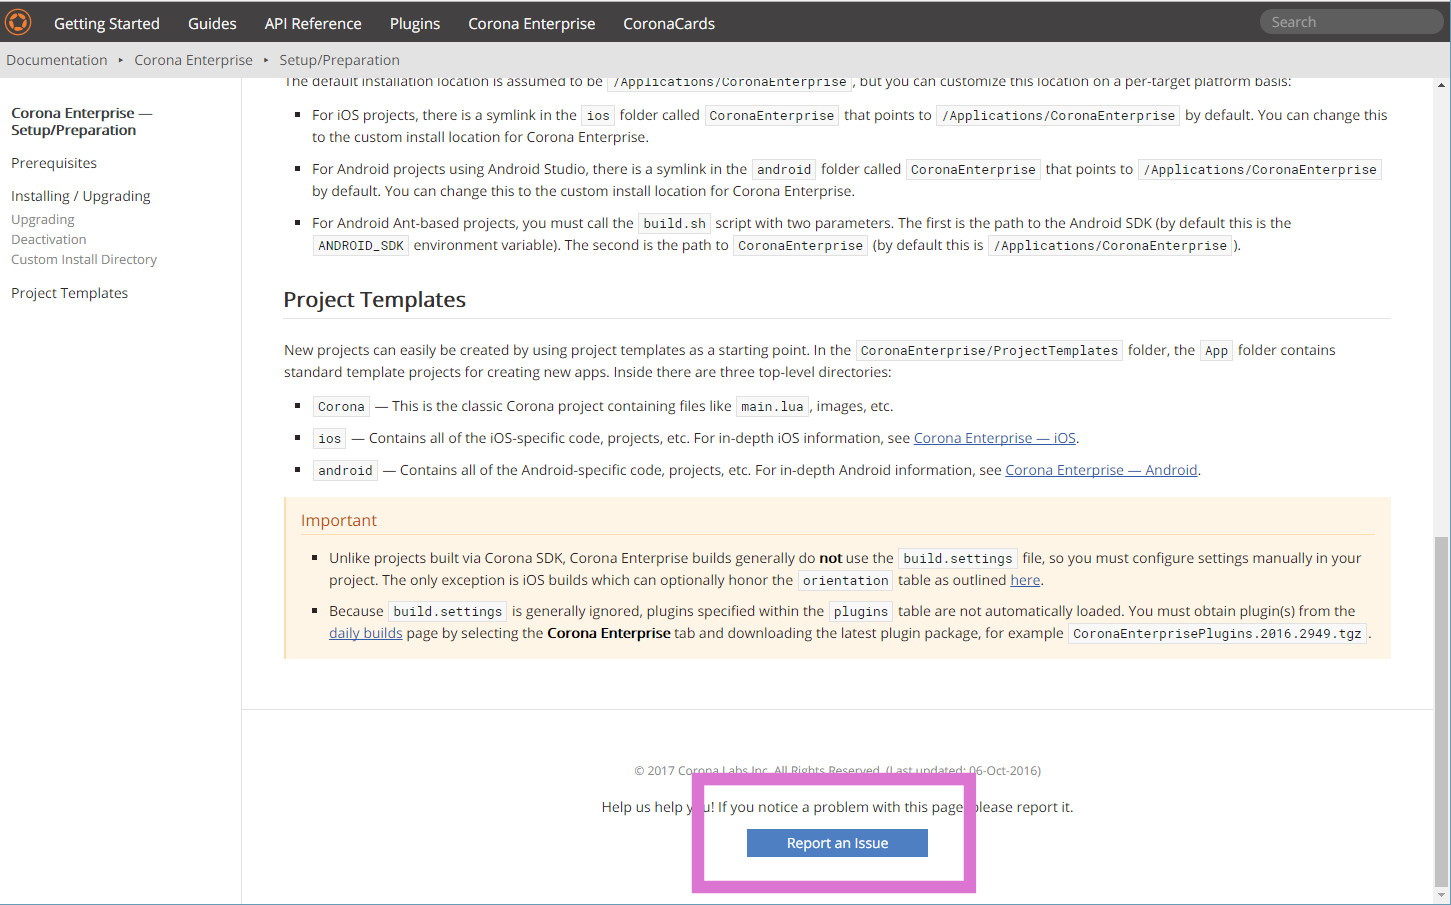 Getting Started Guides API Reference Plugins Corona Enterprise CoronaCards Search
Documentation ▸ Corona Enterprise ▸ Setup/Preparation
Corona Enterprise —
Setup/Preparation
Prerequisites
Installing / Upgrading
Upgrading
Deactivation
Custom Install Directory
Project Templates
The default installation location is assumed to be /Applications/CoronaEnterprise, but you can customize this location on a per-target platform basis:
▪ For iOS projects, there is a symlink in the ios folder called CoronaEnterprise that points to /Applications/CoronaEnterprise by default. You can change this
to the custom install location for Corona Enterprise.
▪ For Android projects using Android Studio, there is a symlink in the android folder called CoronaEnterprise that points to /Applications/CoronaEnterprise
by default. You can change this to the custom install location for Corona Enterprise.
▪ For Android Ant-based projects, you must call the build.sh script with two parameters. The first is the path to the Android SDK (by default this is the
ANDROID_SDK environment variable). The second is the path to CoronaEnterprise (by default this is /Applications/CoronaEnterprise).
Project Templates
New projects can easily be created by using project templates as a starting point. In the CoronaEnterprise/ProjectTemplates folder, the App folder contains
standard template projects for creating new apps. Inside there are three top-level directories:
▪ Corona — This is the classic Corona project containing files like main.lua, images, etc.
▪ ios — Contains all of the iOS-specific code, projects, etc. For in-depth iOS information, see Corona Enterprise — iOS.
▪ android — Contains all of the Android-specific code, projects, etc. For in-depth Android information, see Corona Enterprise — Android.
Important
▪ Unlike projects built via Corona SDK, Corona Enterprise builds generally do not use the build.settings file, so you must configure settings manually in your
project. The only exception is iOS builds which can optionally honor the orientation table as outlined here.
▪ Because build.settings is generally ignored, plugins specified within the plugins table are not automatically loaded. You must obtain plugin(s) from the
daily builds page by selecting the Corona Enterprise tab and downloading the latest plugin package, for example CoronaEnterprisePlugins.2016.2949.tgz.
© 2017 Corona Labs Inc. All Rights Reserved. (Last updated: 06-Oct-2016)
Help us help you! If you notice a problem with this page, please report it.
Report an Issue